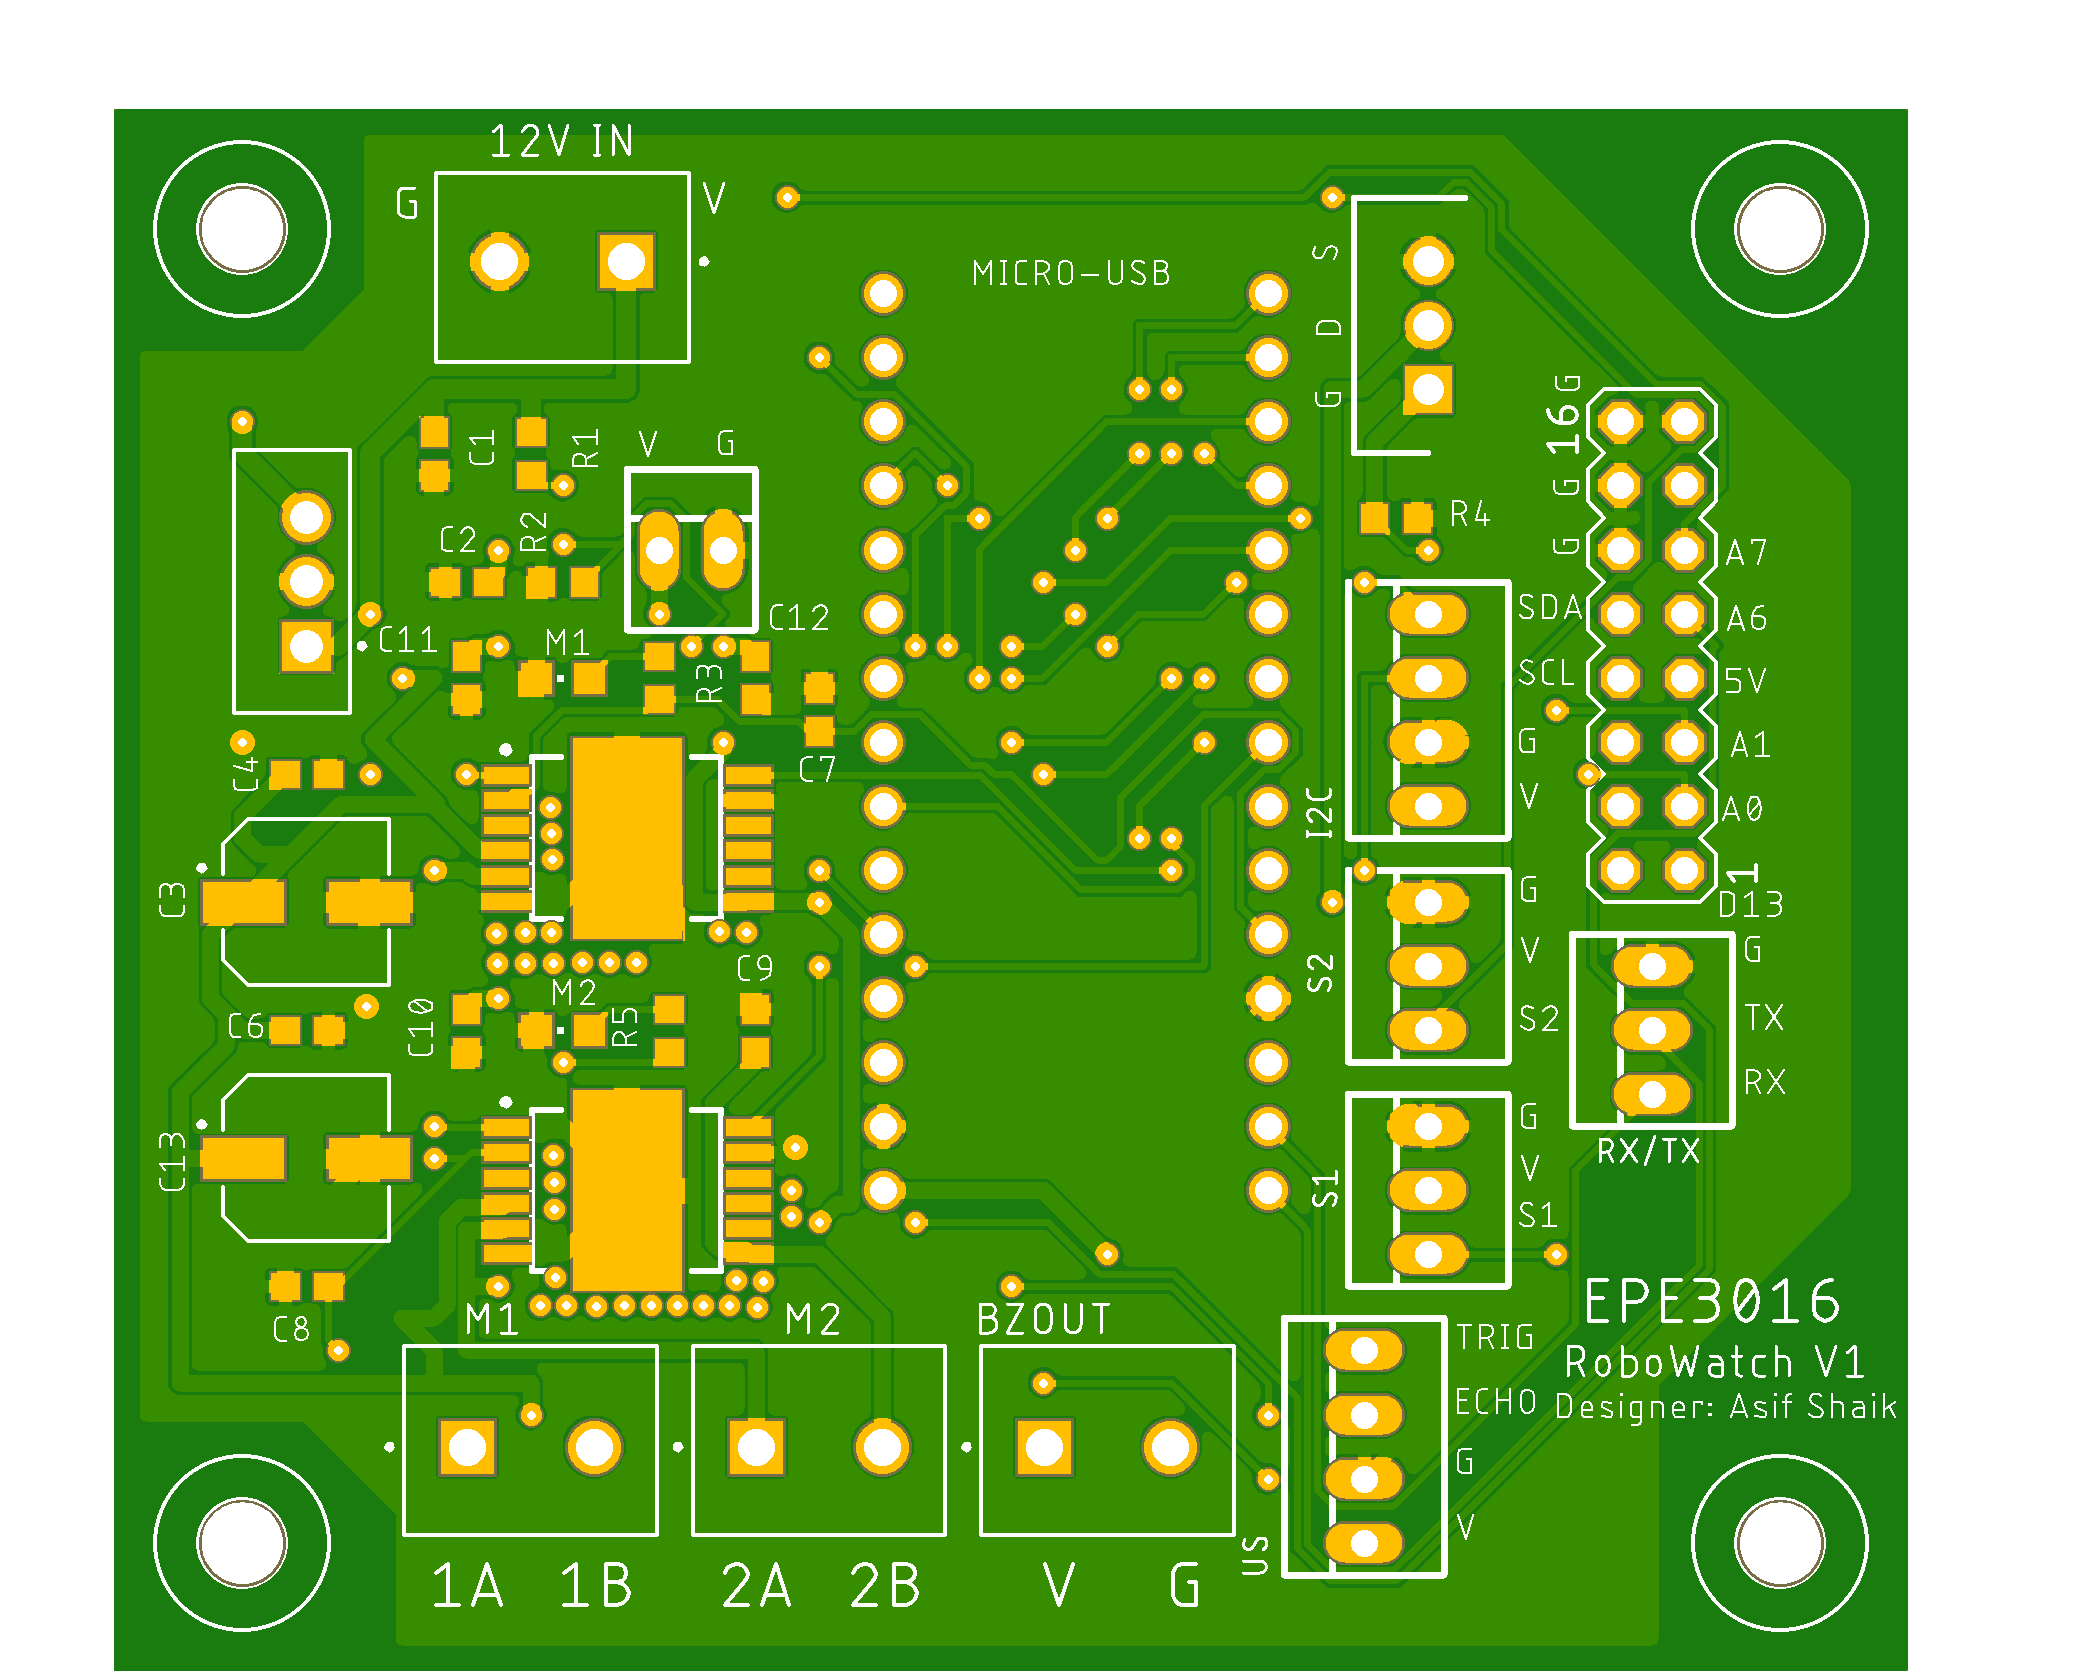 12V IN
G
V
MICRO-USB
S
D
G
C1
R1
V
G
16
G
G
G
C2
R2
R4
A7
SDA
A6
C12
C11
M1
R3
SCL
5V
G
A1
C4
C7
I2C
V
A0
1
D13
C3
G
C9
S2
V
G
M2
C10
R5
C6
S2
TX
RX
G
RX/TX
C13
V
S1
S1
C8
M1
M2
BZOUT
TRIG
EPE3016
RoboWatch V1
ECHO
Designer: Asif Shaik
G
V
US
1A
1B
2A
2B
V
G